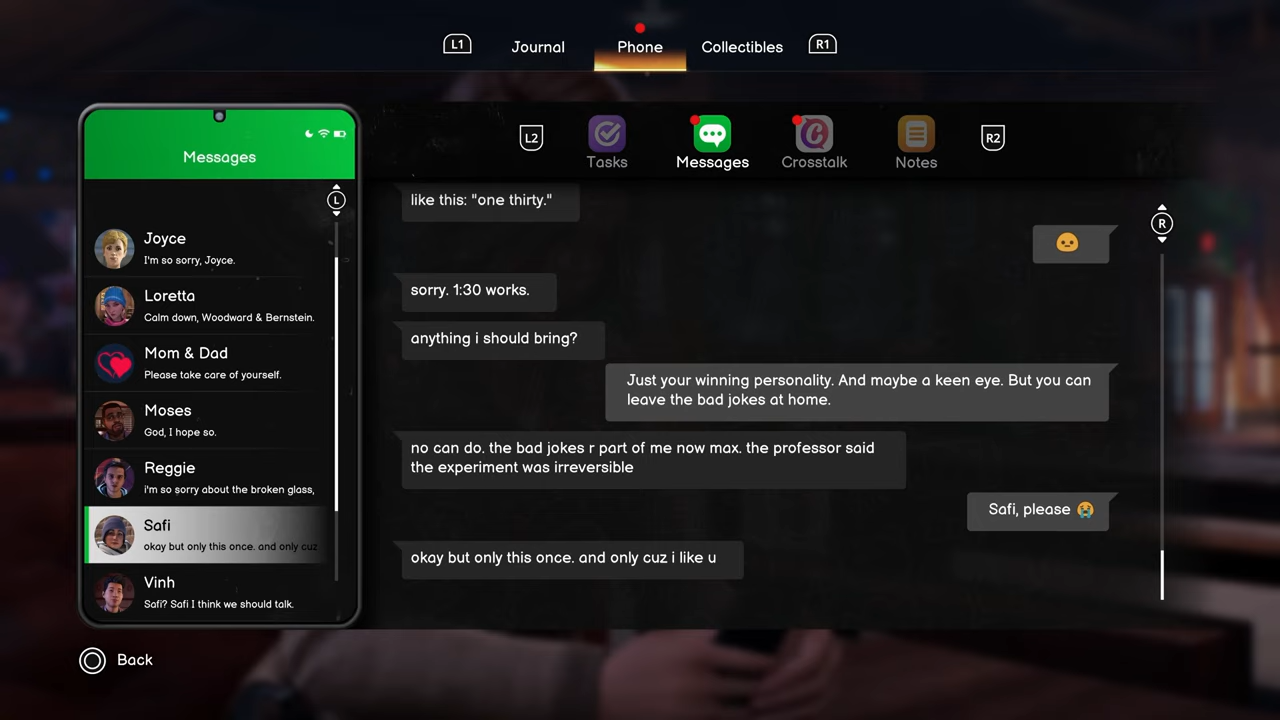 L1
Journal
Phone
Collectibles
R1
Messages
L
Joyce
I'm so sorry, Joyce.
Loretta
Calm down, Woodward & Bernstein.
Mom & Dad
Please take care of yourself.
Moses
God, I hope so.
Reggie
i'm so sorry about the broken glass,
Safi
okay but only this once. and only cuz
Vinh
Safi? Safi I think we should talk.
L2
Tasks
Messages
Crosstalk
Notes
R2
like this: "one thirty."
R
sorry. 1:30 works.
anything i should bring?
Just your winning personality. And maybe a keen eye. But you can
leave the bad jokes at home.
no can do. the bad jokes r part of me now max. the professor said
the experiment was irreversible
Safi, please 😭
okay but only this once. and only cuz i like u
Back